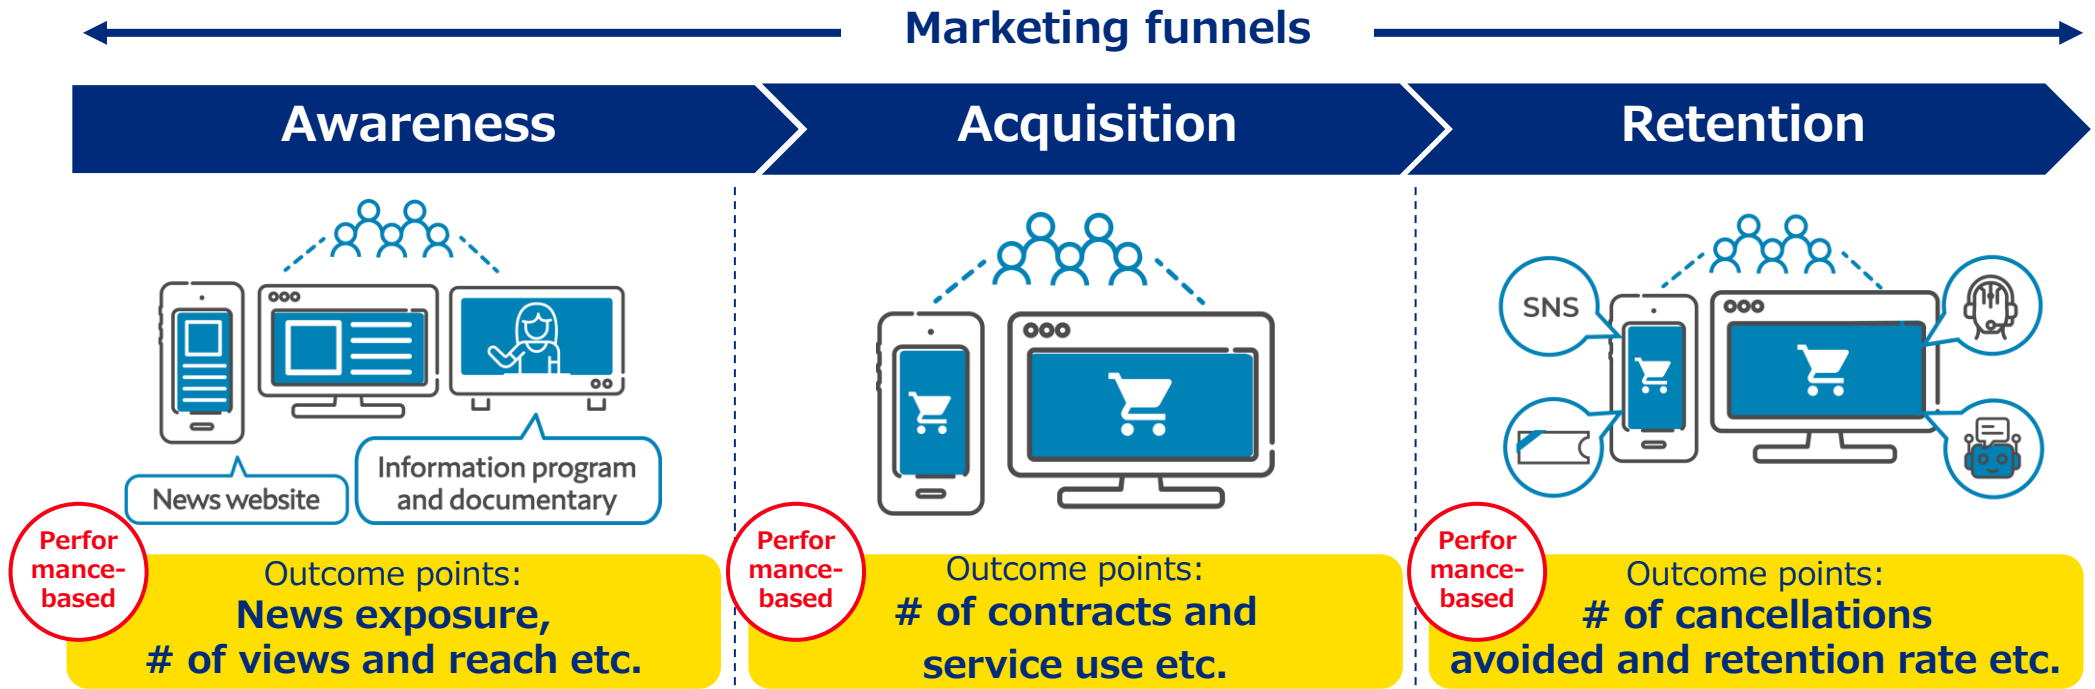 Marketing funnels
Awareness
Acquisition
Retention
News website
Information program
and documentary
SNS
Perfor
mance-
based
Outcome points:
News exposure,
# of views and reach etc.
Perfor
mance-
based
Outcome points:
# of contracts and
service use etc.
Perfor
mance-
based
Outcome points:
# of cancellations
avoided and retention rate etc.